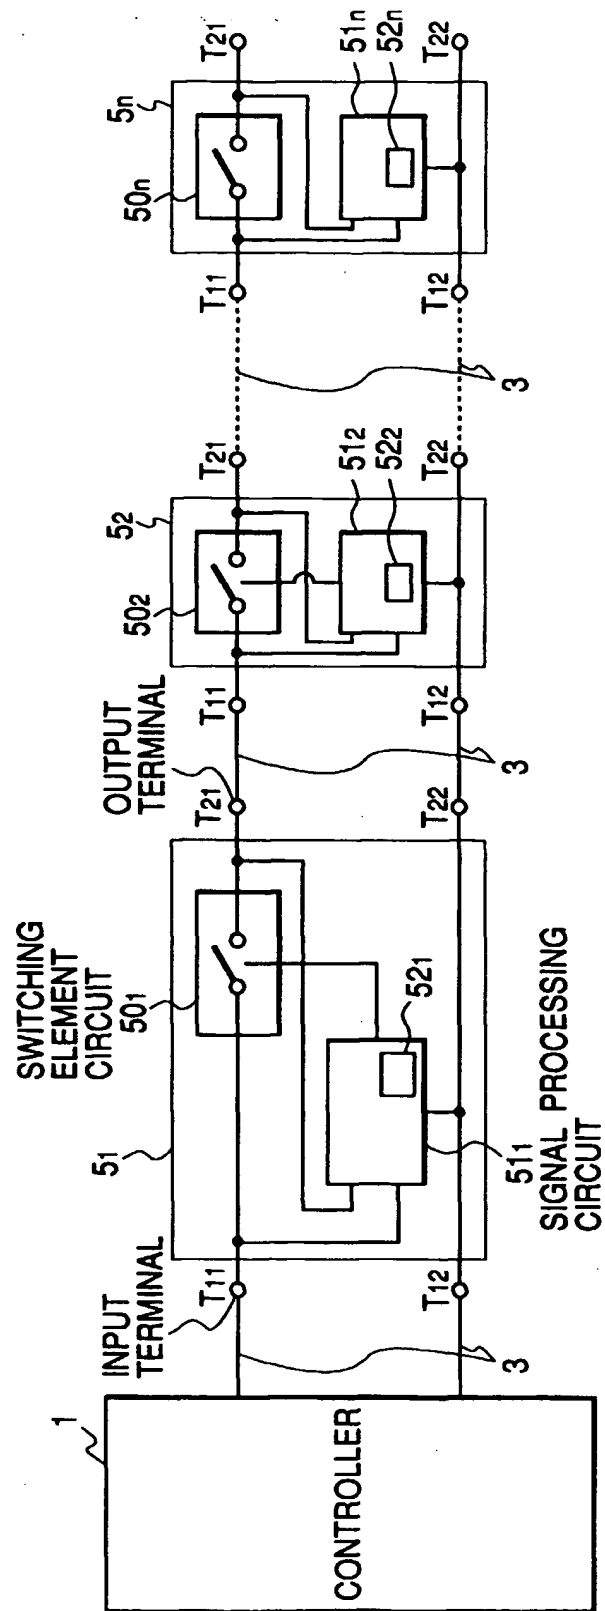 1
CONTROLLER
3
3
INPUT
TERMINAL
T11
T12
51
SWITCHING
ELEMENT
CIRCUIT
501
521
511
SIGNAL PROCESSING
CIRCUIT
OUTPUT
TERMINAL
T21
T22
3
T11
T12
52
502
512
522
T21
T22
3
T11
T12
5n
50n
51n
52n
T21
T22